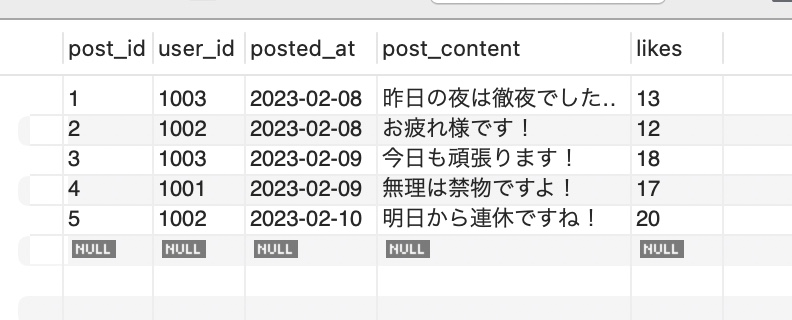 post_id user_id posted_at post_content likes
1 1003 2023-02-08 昨日の夜は徹夜でした‥ 13
2 1002 2023-02-08 お疲れ様です！ 12
3 1003 2023-02-09 今日も頑張ります！ 18
4 1001 2023-02-09 無理は禁物ですよ！ 17
5 1002 2023-02-10 明日から連休ですね！ 20
NULL NULL NULL NULL NULL